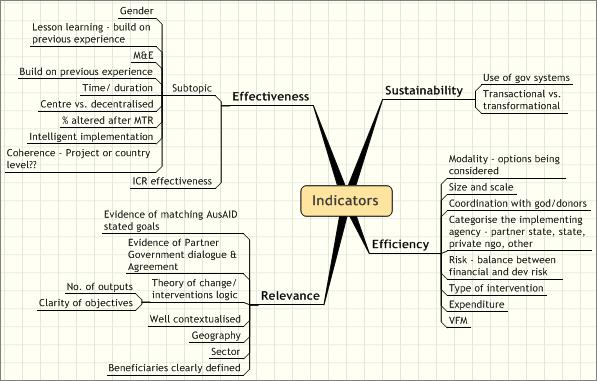 Indicators
Effectiveness
Subtopic
Gender
Lesson learning - build on
previous experience
M&E
Build on previous experience
Time/ duration
Centre vs. decentralised
% altered after MTR
Intelligent implementation
Coherence - Project or country
level??
ICR effectiveness
Sustainability
Use of gov systems
Transactional vs.
transformational
Efficiency
Modality - options being
considered
Size and scale
Coordination with god/donors
Categorise the implementing
agency - partner state, state,
private ngo, other
Risk - balance between
financial and dev risk
Type of intervention
Expenditure
VFM
Relevance
Evidence of matching AusAID
stated goals
Evidence of Partner
Government dialogue &
Agreement
Theory of change/
interventions logic
No. of outputs
Clarity of objectives
Well contextualised
Geography
Sector
Beneficiaries clearly defined